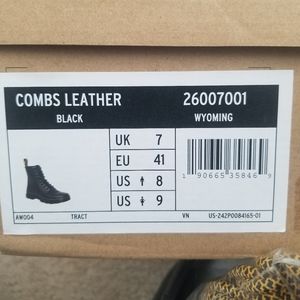 COMBS LEATHER 26007001
BLACK WYOMING
UK 7
EU 41
US 8
US 9
1 90665 35846 9
AW004 TRACT VN US-242P0084165-01